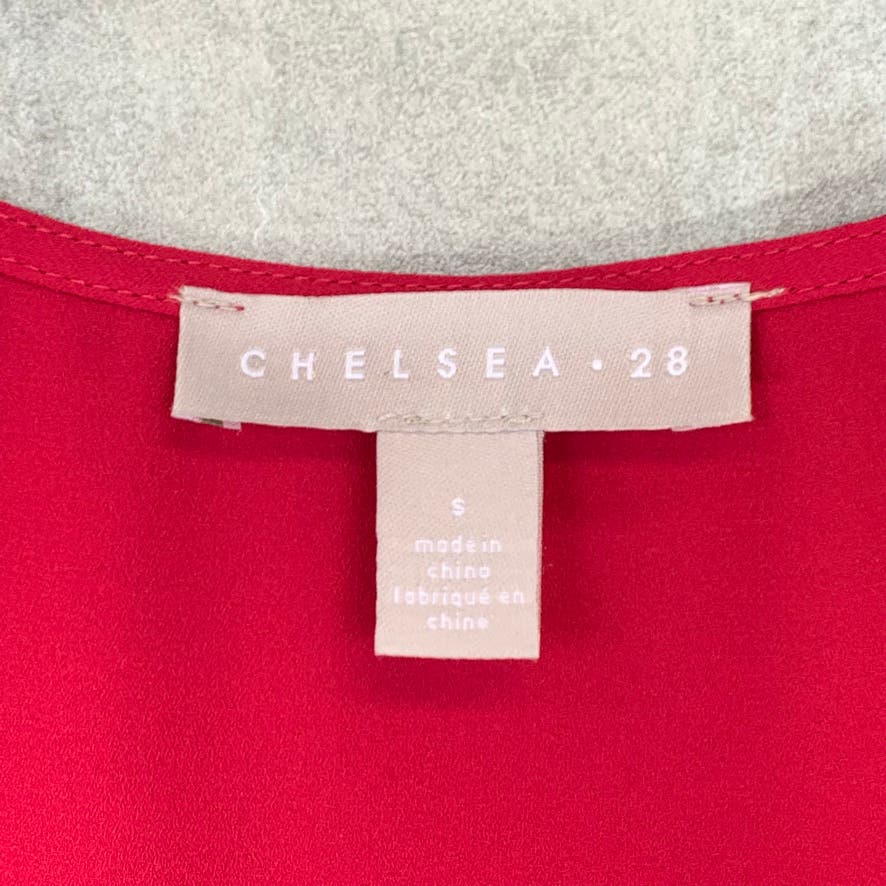 CHELSEA • 28
S
made in
china
fabriqué en
chine